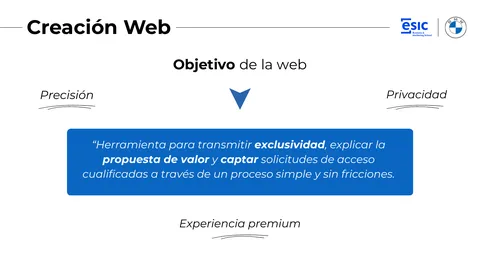 Creación Web
ESIC
BMW
Objetivo de la web
Precisión
Privacidad
“Herramienta para transmitir exclusividad, explicar la
propuesta de valor y captar solicitudes de acceso
cualificadas a través de un proceso simple y sin fricciones.
Experiencia premium